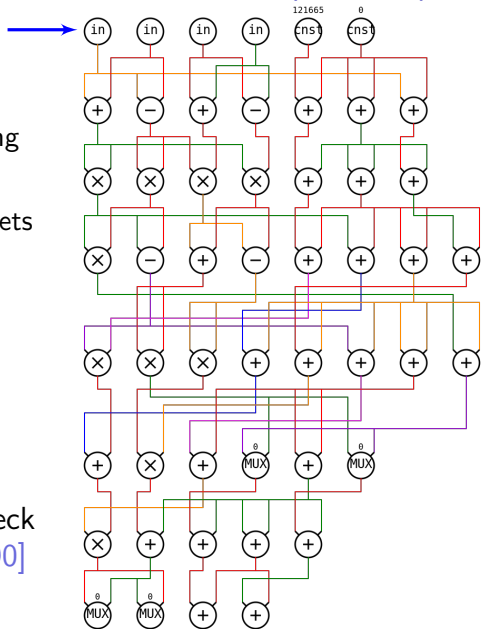 121665 0
in in in in cnst cnst
+ − + − + + +
ng
× × × × + + +
ets
× − + − + + + +
× × × + + + + +
0 0
+ × + MUX + MUX
eck
× + + + +
0]
0 0
MUX MUX + +